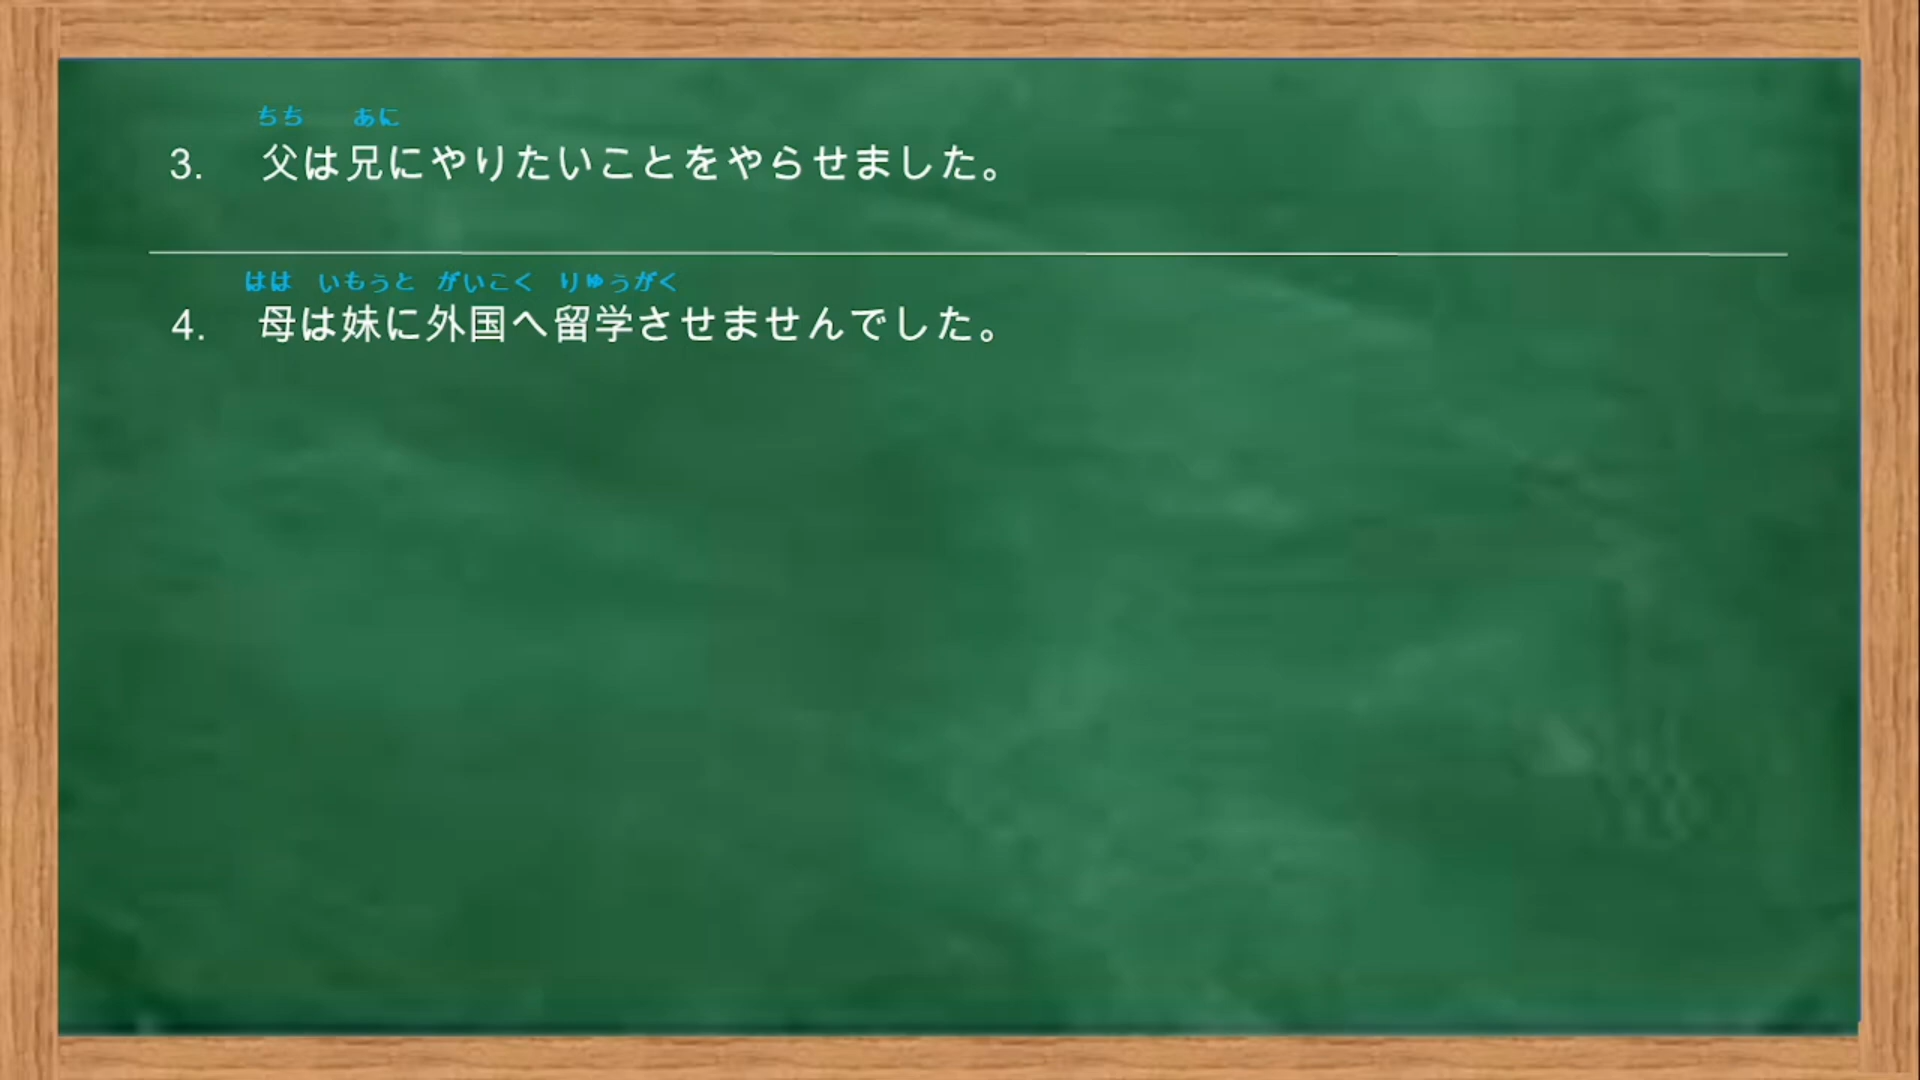 ちち あに
3. 父は兄にやりたいことをやらせました。
はは いもうと がいこく りゅうがく
4. 母は妹に外国へ留学させませんでした。